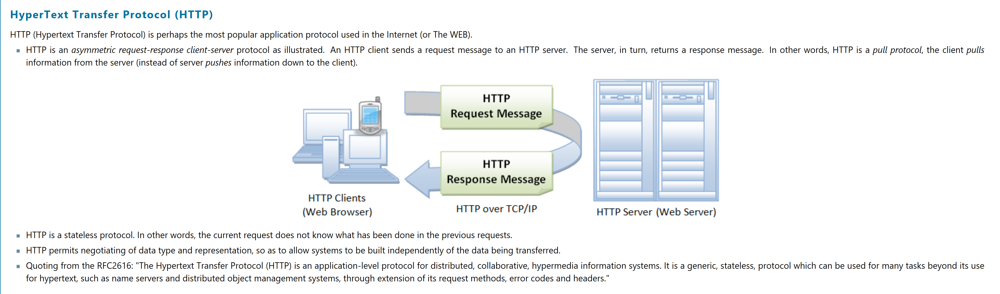 HyperText Transfer Protocol (HTTP)
HTTP (Hypertext Transfer Protocol) is perhaps the most popular application protocol used in the Internet (or The WEB).
HTTP is an asymmetric request-response client-server protocol as illustrated. An HTTP client sends a request message to an HTTP server. The server, in turn, returns a response message. In other words, HTTP is a pull protocol, the client pulls
information from the server (instead of server pushes information down to the client).
HTTP
Request Message
HTTP
Response Message
HTTP Clients
(Web Browser)
HTTP over TCP/IP
HTTP Server (Web Server)
HTTP is a stateless protocol. In other words, the current request does not know what has been done in the previous requests.
HTTP permits negotiating of data type and representation, so as to allow systems to be built independently of the data being transferred.
Quoting from the RFC2616: "The Hypertext Transfer Protocol (HTTP) is an application-level protocol for distributed, collaborative, hypermedia information systems. It is a generic, stateless, protocol which can be used for many tasks beyond its use
for hypertext, such as name servers and distributed object management systems, through extension of its request methods, error codes and headers."